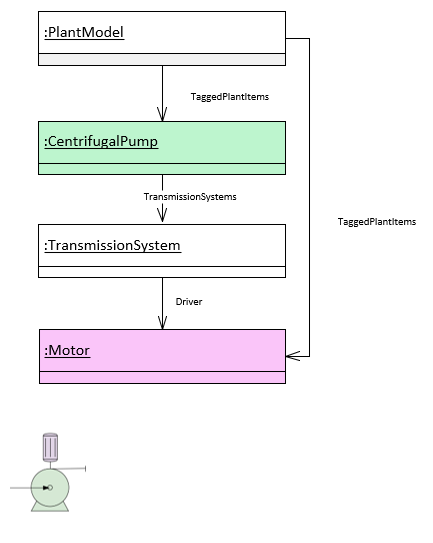 :PlantModel
TaggedPlantItems
:CentrifugalPump
TransmissionSystems
TaggedPlantItems
:TransmissionSystem
Driver
:Motor